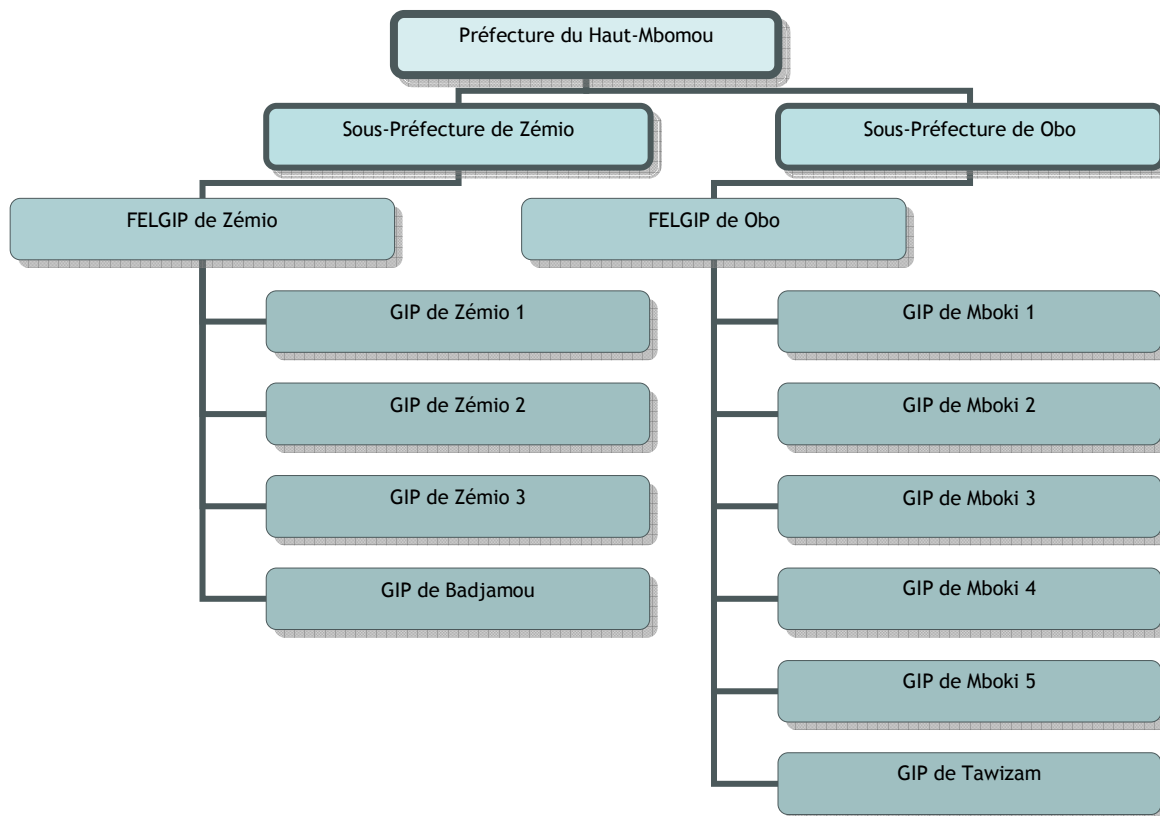 Préfecture du Haut-Mbomou
Sous-Préfecture de Zémio
Sous-Préfecture de Obo
FELGIP de Zémio
FELGIP de Obo
GIP de Zémio 1
GIP de Mboki 1
GIP de Zémio 2
GIP de Mboki 2
GIP de Zémio 3
GIP de Mboki 3
GIP de Badjamou
GIP de Mboki 4
GIP de Mboki 5
GIP de Tawizam